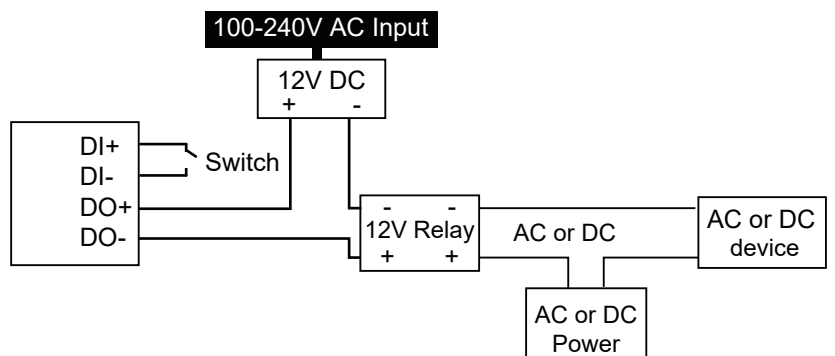 100-240V AC Input
12V DC
+ -
DI+
DI-
DO+
DO-
Switch
- -
12V Relay
+ +
AC or DC
AC or DC
device
AC or DC
Power